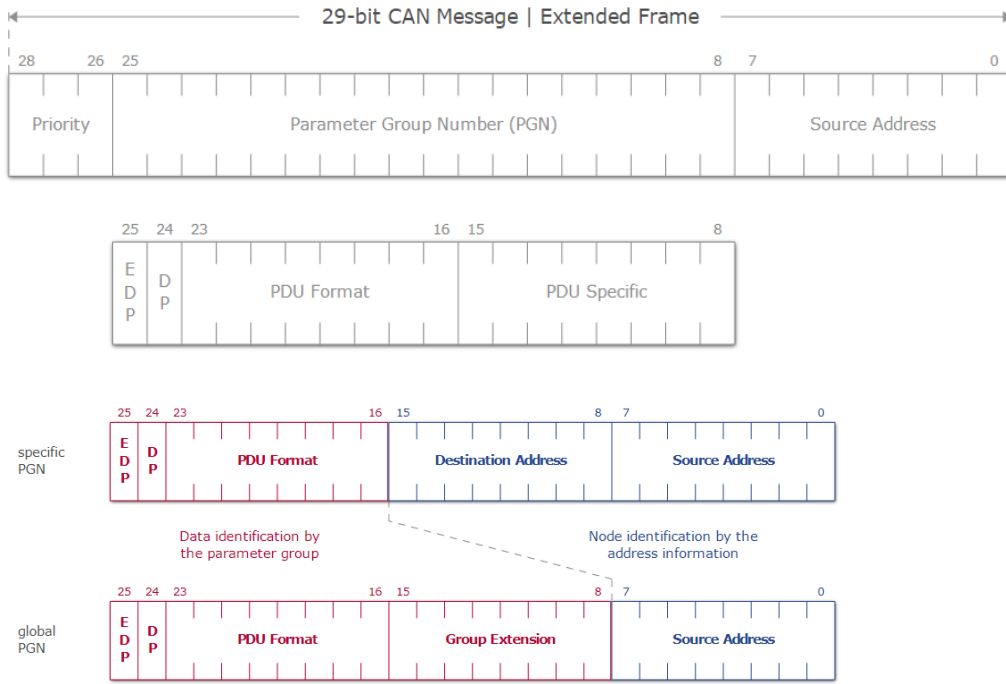 29-bit CAN Message | Extended Frame
28 26 25 8 7 0
Priority Parameter Group Number (PGN) Source Address
25 24 23 16 15 8
E
D
P
D
P
PDU Format PDU Specific
25 24 23 16 15 8 7 0
specific
PGN
E
D
P
D
P
PDU Format Destination Address Source Address
Data identification by
the parameter group
Node identification by the
address information
25 24 23 16 15 8 7 0
global
PGN
E
D
P
D
P
PDU Format Group Extension Source Address